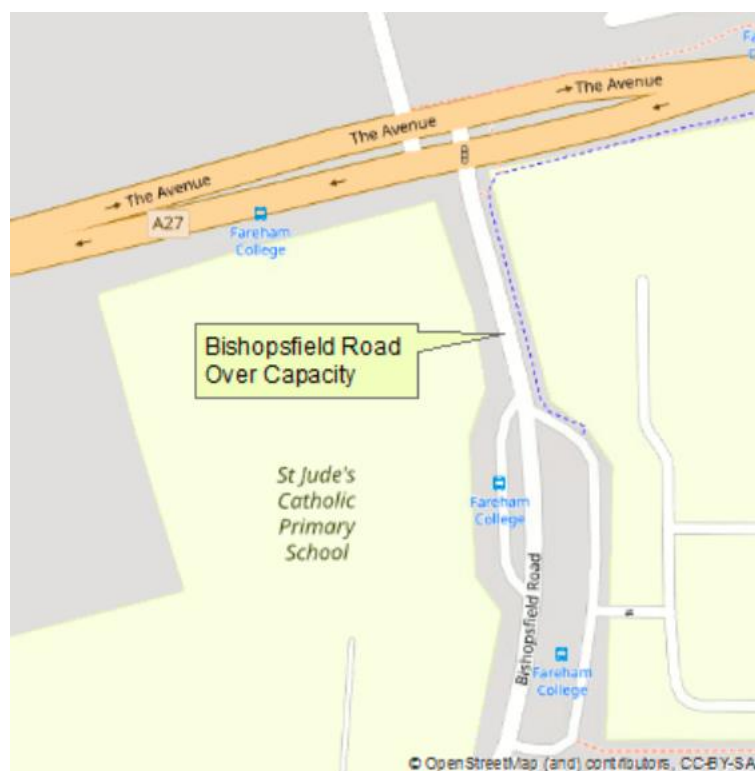 The Avenue
The Avenue
The Avenue
A27
Fareham
College
Bishopsfield Road
Over Capacity
St Jude's
Catholic
Primary
School
Fareham
College
Bishopsfield Road
Fareham
College
© OpenStreetMap (and) contributors, CC-BY-SA